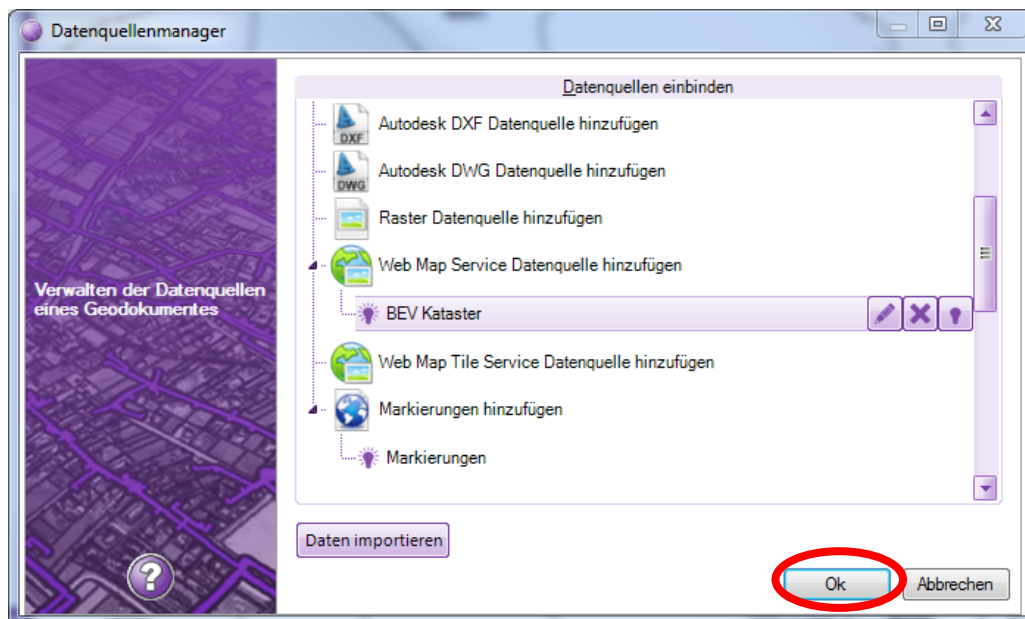 Datenquellenmanager
Datenquellen einbinden
DXF
Autodesk DXF Datenquelle hinzufügen
DWG
Autodesk DWG Datenquelle hinzufügen
Raster Datenquelle hinzufügen
Web Map Service Datenquelle hinzufügen
BEV Kataster
Web Map Tile Service Datenquelle hinzufügen
Markierungen hinzufügen
Markierungen
Verwalten der Datenquellen
eines Geodokumentes
?
Daten importieren
Ok
Abbrechen